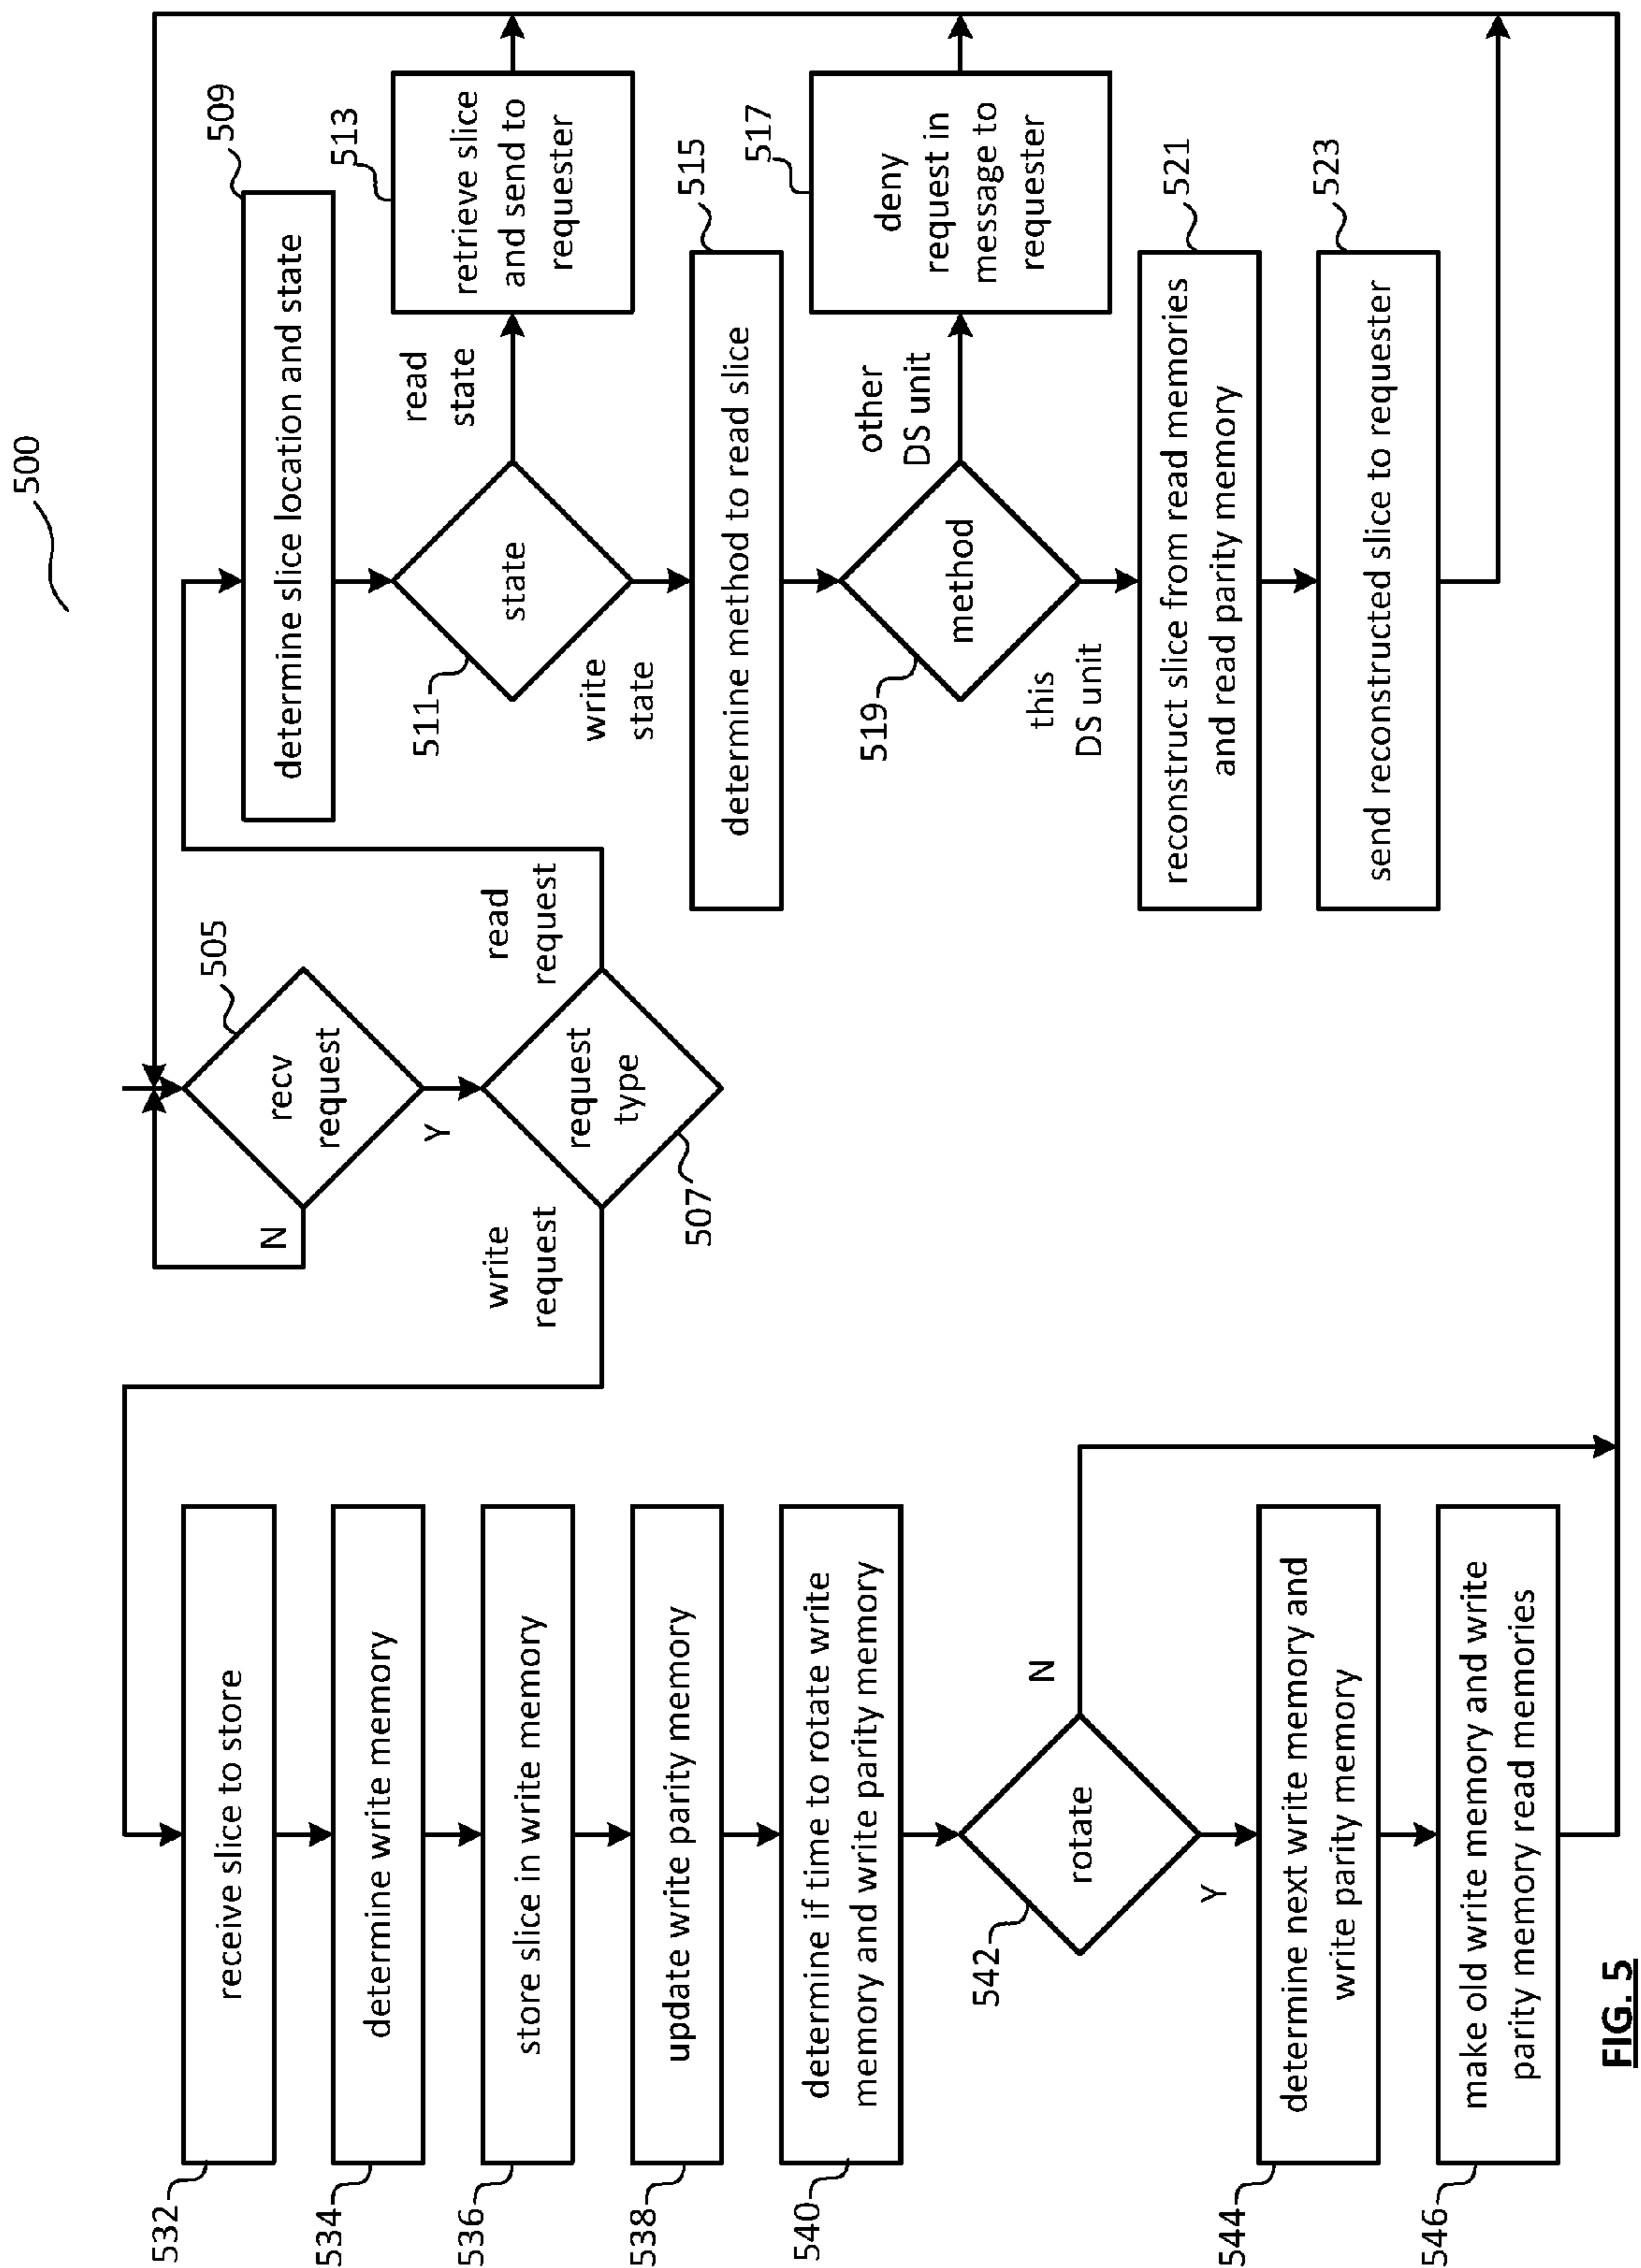 500
505
recv
request
N
Y
request
type
507
write
request
read
request
532
receive slice to store
534
determine write memory
536
store slice in write memory
538
update write parity memory
540
determine if time to rotate write
memory and write parity memory
542
rotate
N
Y
544
determine next write memory and
write parity memory
546
make old write memory and write
parity memory read memories
509
determine slice location and state
511
state
read
state
write
state
513
retrieve slice
and send to
requester
515
determine method to read slice
519
method
other
DS unit
this
DS unit
517
deny
request in
message to
requester
521
reconstruct slice from read memories
and read parity memory
523
send reconstructed slice to requester
FIG. 5